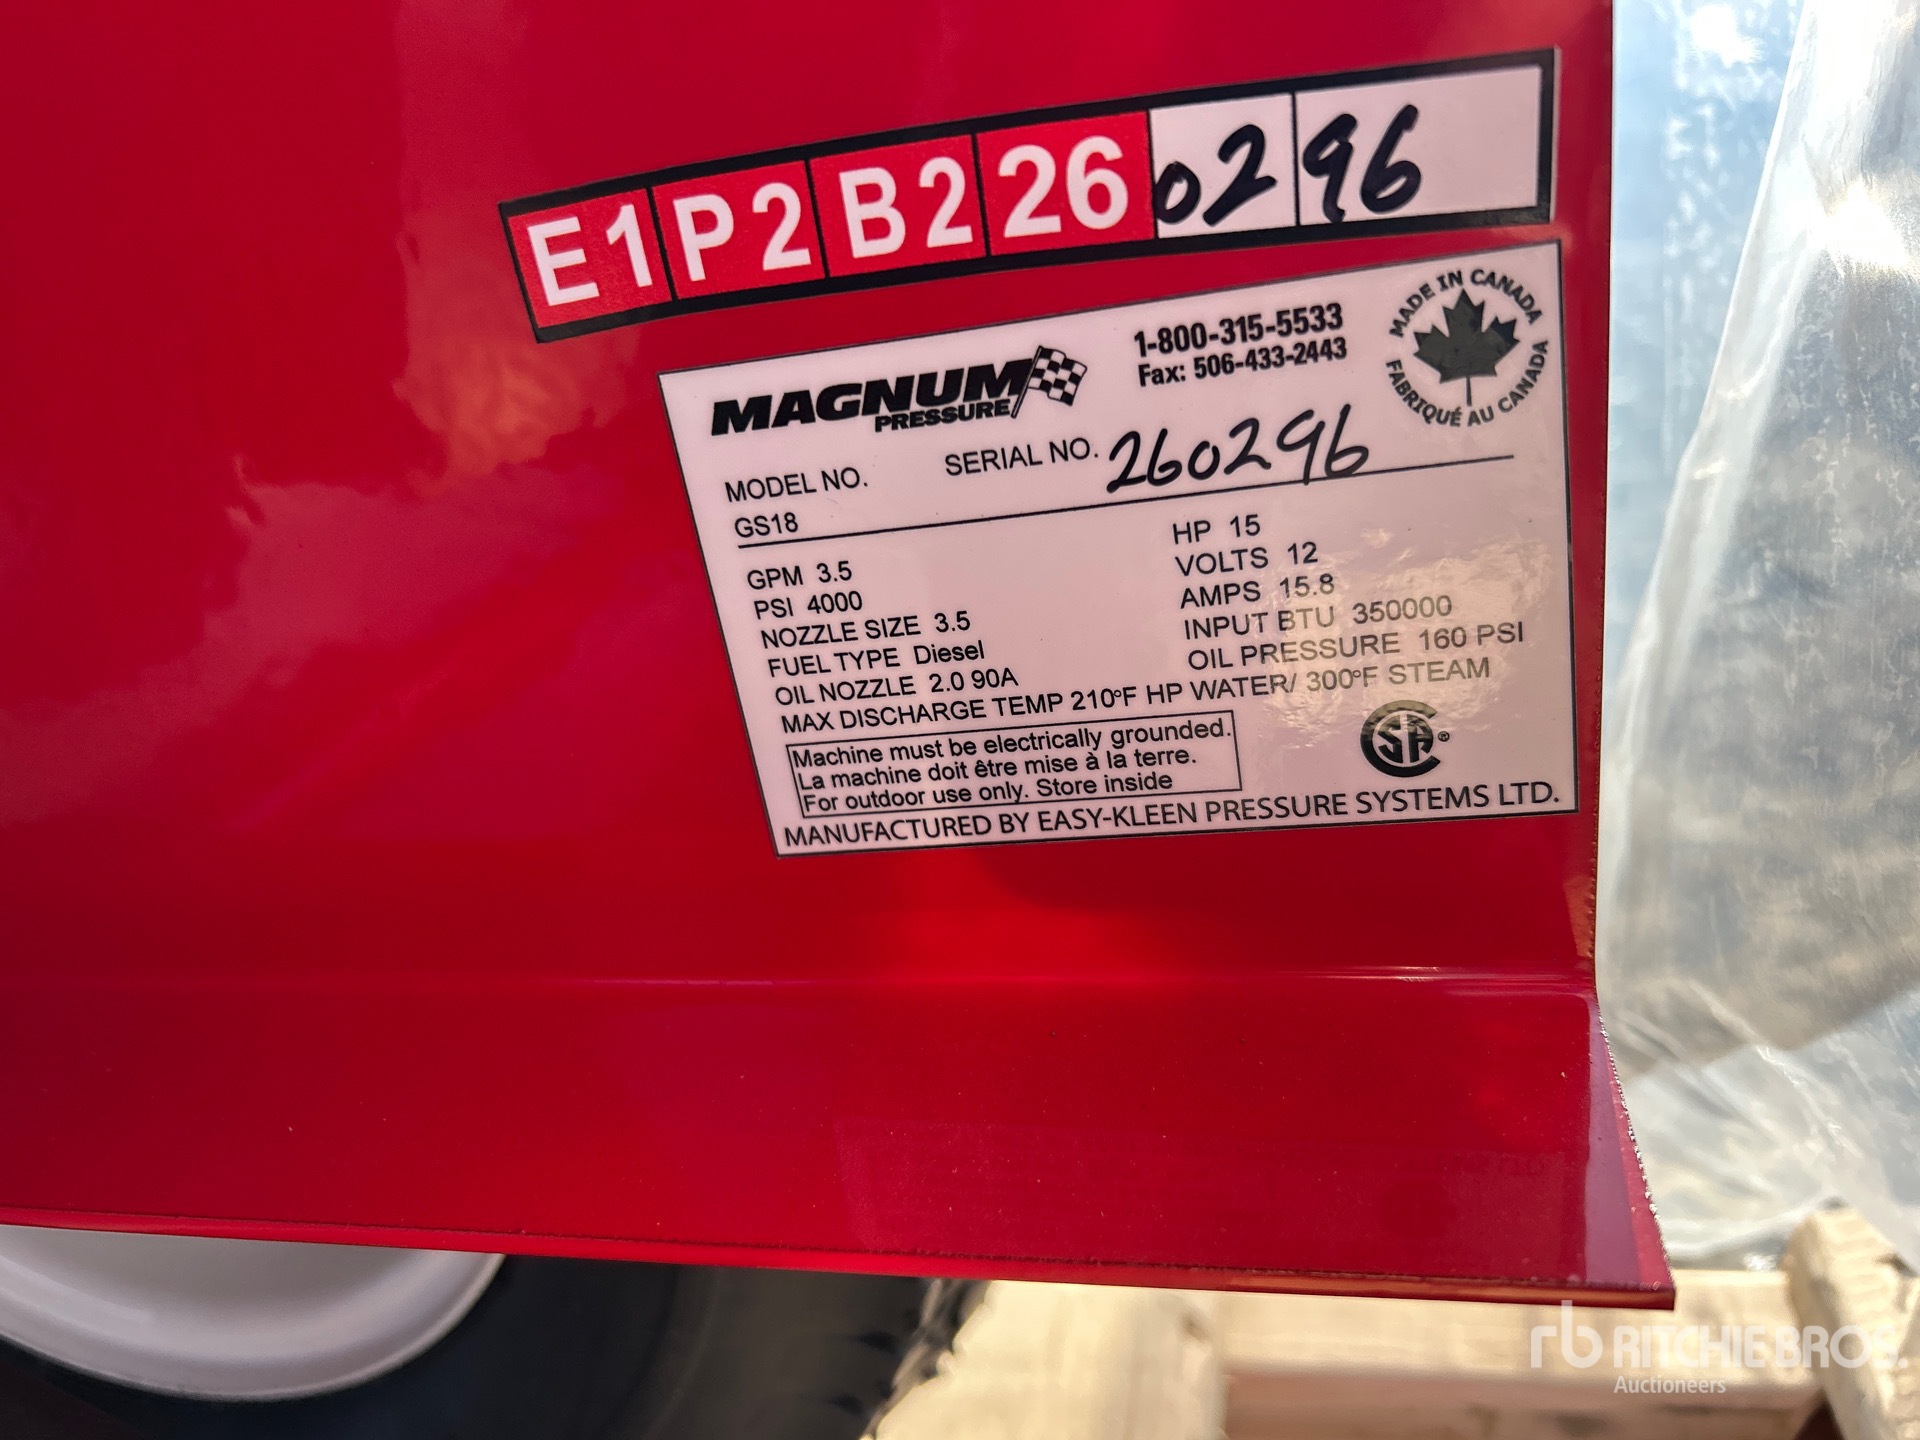 E1P2B2260296
MAGNUM
PRESSURE
1-800-315-5533
Fax: 506-433-2443
MADE IN CANADA
FABRIQUÉ AU CANADA
MODEL NO.
GS18
SERIAL NO. 260296
GPM 3.5
PSI 4000
NOZZLE SIZE 3.5
FUEL TYPE Diesel
OIL NOZZLE 2.0 90A
HP 15
VOLTS 12
AMPS 15.8
INPUT BTU 350000
OIL PRESSURE 160 PSI
MAX DISCHARGE TEMP 210°F HP WATER/ 300°F STEAM
Machine must be electrically grounded.
La machine doit être mise à la terre.
For outdoor use only. Store inside
CSA®
MANUFACTURED BY EASY-KLEEN PRESSURE SYSTEMS LTD.
rb RITCHIE BROS.
Auctioneers